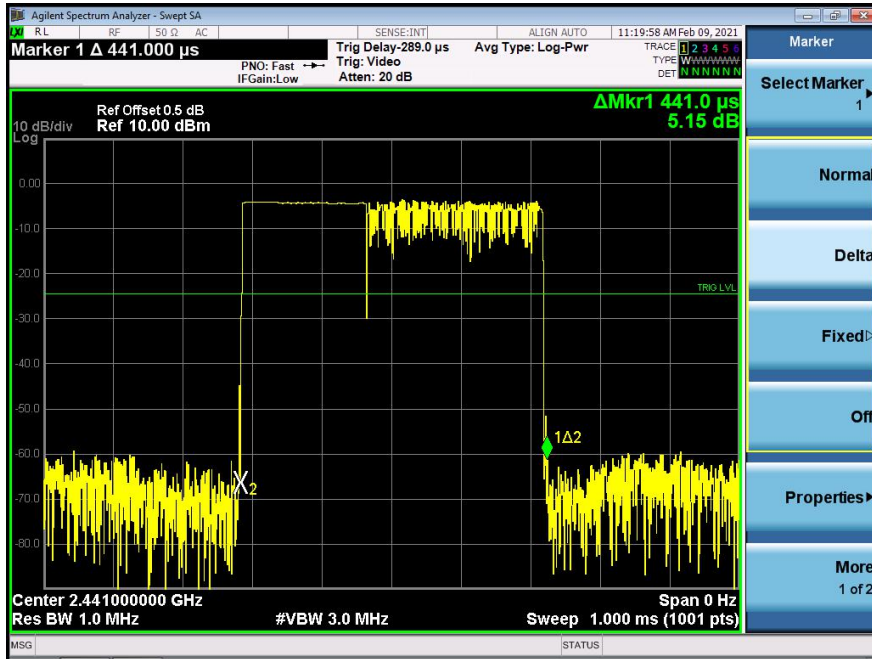 Agilent Spectrum Analyzer - Swept SA
LXI RL RF 50 Ω AC SENSE:INT ALIGN AUTO 11:19:58 AM Feb 09, 2021
Marker 1 Δ 441.000 µs
PNO: Fast
IFGain:Low
Trig Delay-289.0 µs
Trig: Video
Atten: 20 dB
Avg Type: Log-Pwr
TRACE 1 2 3 4 5 6
TYPE WWWWWW
DET N N N N N N
ΔMkr1 441.0 µs
5.15 dB
Ref Offset 0.5 dB
10 dB/div Ref 10.00 dBm
Log
0.00
-10.0
-20.0
TRIG LVL
-30.0
-40.0
-50.0
-60.0
-70.0
-80.0
1Δ2
X2
Center 2.441000000 GHz Span 0 Hz
Res BW 1.0 MHz #VBW 3.0 MHz Sweep 1.000 ms (1001 pts)
MSG STATUS
Marker
Select Marker
1
Normal
Delta
Fixed
Off
Properties
More
1 of 2